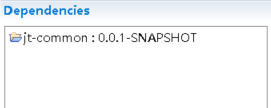 Dependencies
jt-common : 0.0.1-SNAPSHOT